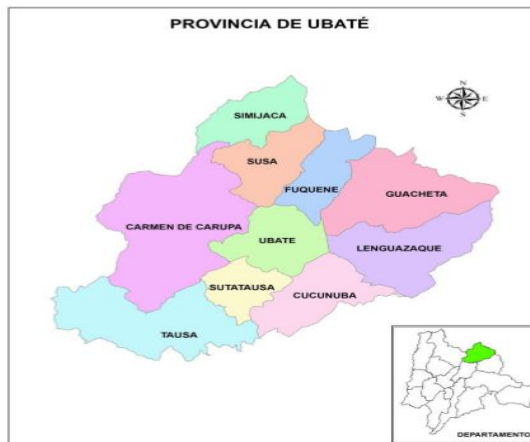 PROVINCIA DE UBATÉ
N
W E
S
SIMIJACA
SUSA
FUQUENE
GUACHETA
CARMEN DE CARUPA
UBATE
LENGUAZAQUE
SUTATAUSA
CUCUNUBA
TAUSA
DEPARTAMENTO